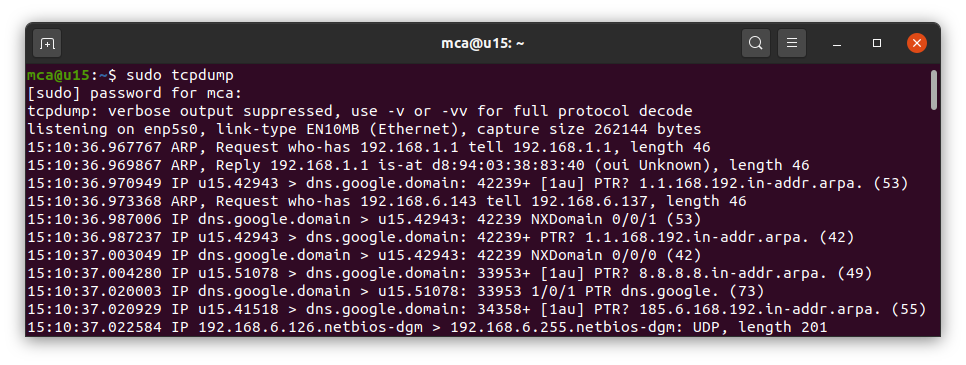 mca@u15: ~
mca@u15:~$ sudo tcpdump
[sudo] password for mca:
tcpdump: verbose output suppressed, use -v or -vv for full protocol decode
listening on enp5s0, link-type EN10MB (Ethernet), capture size 262144 bytes
15:10:36.967767 ARP, Request who-has 192.168.1.1 tell 192.168.1.1, length 46
15:10:36.969867 ARP, Reply 192.168.1.1 is-at d8:94:03:38:83:40 (oui Unknown), length 46
15:10:36.970949 IP u15.42943 > dns.google.domain: 42239+ [1au] PTR? 1.1.168.192.in-addr.arpa. (53)
15:10:36.973368 ARP, Request who-has 192.168.6.143 tell 192.168.6.137, length 46
15:10:36.987006 IP dns.google.domain > u15.42943: 42239 NXDomain 0/0/1 (53)
15:10:36.987237 IP u15.42943 > dns.google.domain: 42239+ PTR? 1.1.168.192.in-addr.arpa. (42)
15:10:37.003049 IP dns.google.domain > u15.42943: 42239 NXDomain 0/0/0 (42)
15:10:37.004280 IP u15.51078 > dns.google.domain: 33953+ [1au] PTR? 8.8.8.8.in-addr.arpa. (49)
15:10:37.020003 IP dns.google.domain > u15.51078: 33953 1/0/1 PTR dns.google. (73)
15:10:37.020929 IP u15.41518 > dns.google.domain: 34358+ [1au] PTR? 185.6.168.192.in-addr.arpa. (55)
15:10:37.022584 IP 192.168.6.126.netbios-dgm > 192.168.6.255.netbios-dgm: UDP, length 201